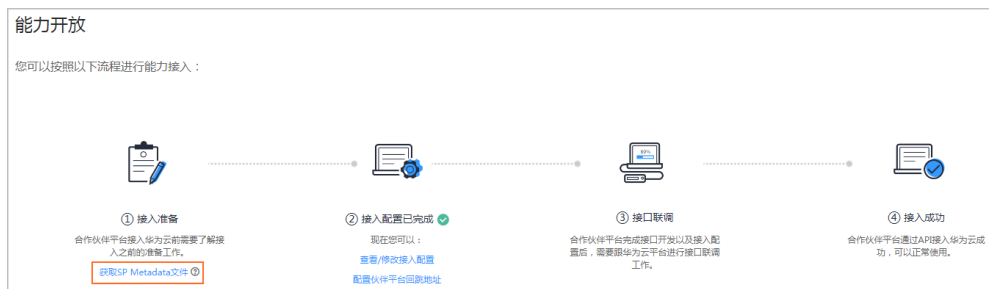 能力开放
您可以按照以下流程进行能力接入：
89%
① 接入准备
合作伙伴平台接入华为云前需要了解接
入之前的准备工作。
获取SP Metadata文件
② 接入配置已完成
现在您可以：
查看/修改接入配置
配置伙伴平台回跳地址
③ 接口联调
合作伙伴平台完成接口开发以及接入配
置后，需要跟华为云平台进行接口联调
工作。
④ 接入成功
合作伙伴平台通过API接入华为云成
功，可以正常使用。